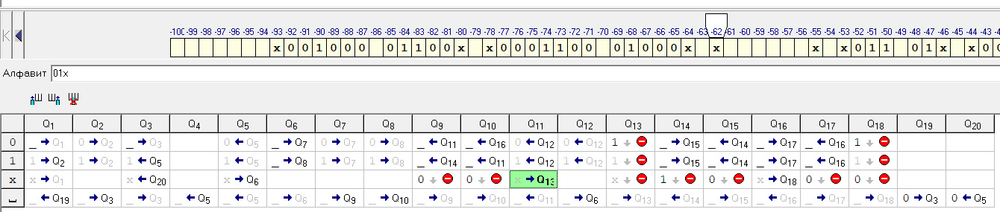 -100 -99 -98 -97 -96 -95 -94 -93 -92 -91 -90 -89 -88 -87 -86 -85 -84 -83 -82 -81 -80 -79 -78 -77 -76 -75 -74 -73 -72 -71 -70 -69 -68 -67 -66 -65 -64 -63 -62 -61 -60 -59 -58 -57 -56 -55 -54 -53 -52 -51 -50 -49 -48 -47 -46 -45 -44 -43
x 0 0 1 0 0 0 0 1 1 0 0 x x 0 0 1 1 1 0 0 0 1 0 0 0 x x x x 0 1 1 0 1 x x 0 0
Алфавит 01x
Q1 Q2 Q3 Q4 Q5 Q6 Q7 Q8 Q9 Q10 Q11 Q12 Q13 Q14 Q15 Q16 Q17 Q18 Q19 Q20
0 _ → Q1 0 → Q2 _ → Q3 0 ← Q5 _ → Q7 0 → Q7 0 → Q8 _ ← Q11 _ ← Q16 0 ← Q12 0 ← Q12 1 ↓ _ → Q15 _ ← Q14 _ → Q17 _ ← Q16 1 ↓
1 1 → Q2 1 → Q2 1 ← Q5 1 ← Q5 _ → Q8 1 → Q7 1 → Q8 _ ← Q14 _ ← Q11 1 ← Q12 1 ← Q12 1 ↓ _ → Q15 _ ← Q14 _ → Q17 _ ← Q16 1 ↓
x x → Q1 x ← Q20 x → Q6 0 ↓ 0 ↓ x → Q13 x ↓ 1 ↓ 0 ↓ x → Q18 0 ↓ 0 ↓
_ ← Q19 _ → Q3 _ → Q3 _ ← Q5 _ ← Q5 _ → Q6 _ → Q9 _ → Q10 _ → Q9 _ → Q10 _ ← Q11 _ → Q6 _ → Q13 _ → Q14 _ → Q15 _ ← Q16 _ → Q17 _ → Q18 0 → Q3 0 ← Q5